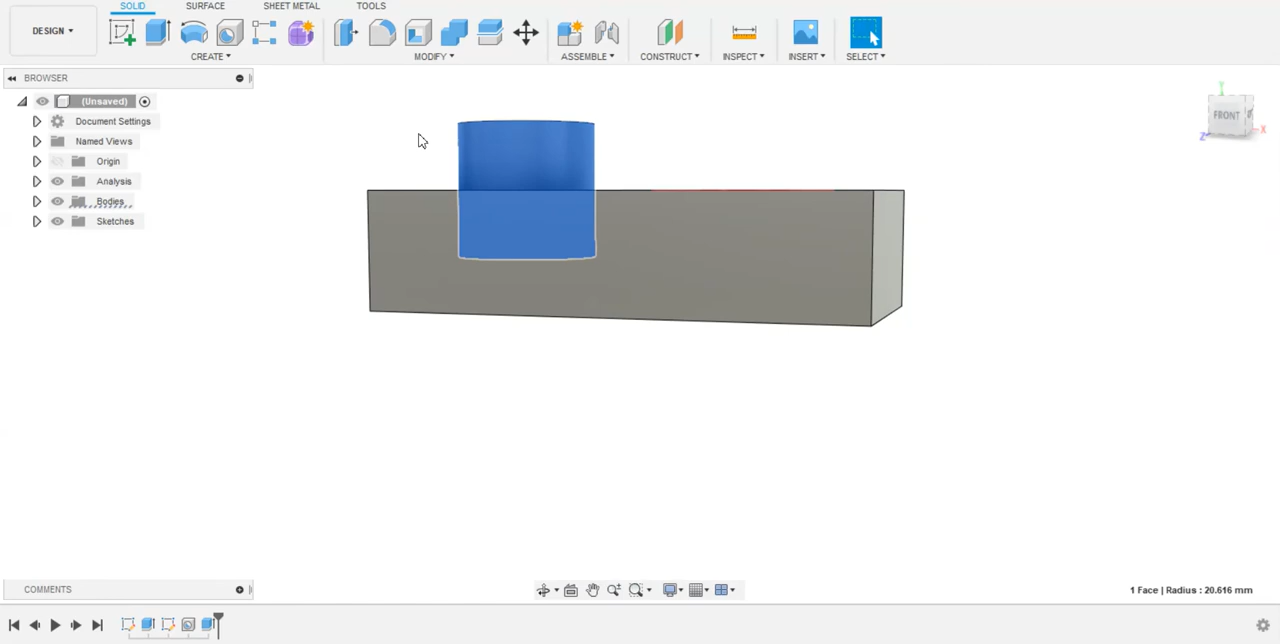 SOLID SURFACE SHEET METAL TOOLS
DESIGN ▾
CREATE ▾ MODIFY ▾ ASSEMBLE ▾ CONSTRUCT ▾ INSPECT ▾ INSERT ▾ SELECT ▾
BROWSER
(Unsaved)
Document Settings
Named Views
Origin
Analysis
Bodies
Sketches
FRONT
Y
X
Z
COMMENTS
1 Face | Radius : 20.616 mm